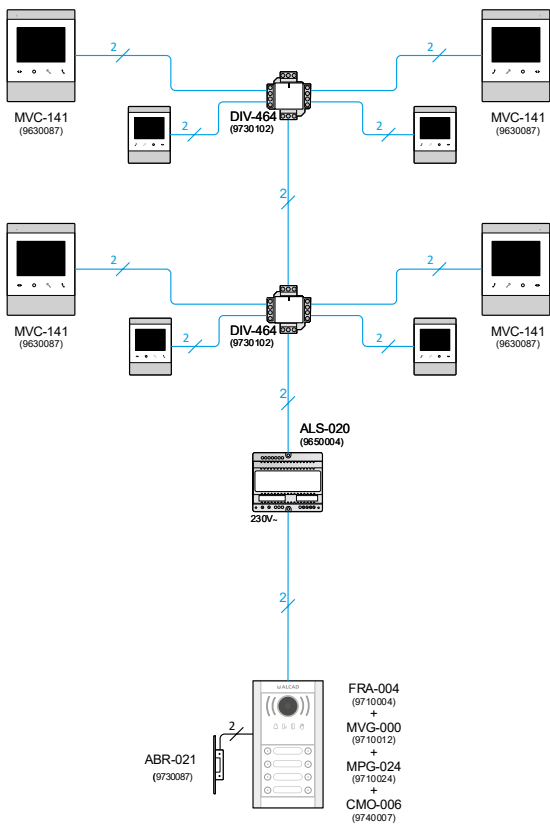 2
2
MVC-141
(9630087)
DIV-464
(9730102)
MVC-141
(9630087)
2
2
2
2
2
MVC-141
(9630087)
DIV-464
(9730102)
MVC-141
(9630087)
2
2
2
ALS-020
(9650004)
230V~
2
ALCAD
FRA-004
(9710004)
+
MVG-000
(9710012)
+
MPG-024
(9710024)
+
CMO-006
(9740007)
2
ABR-021
(9730087)